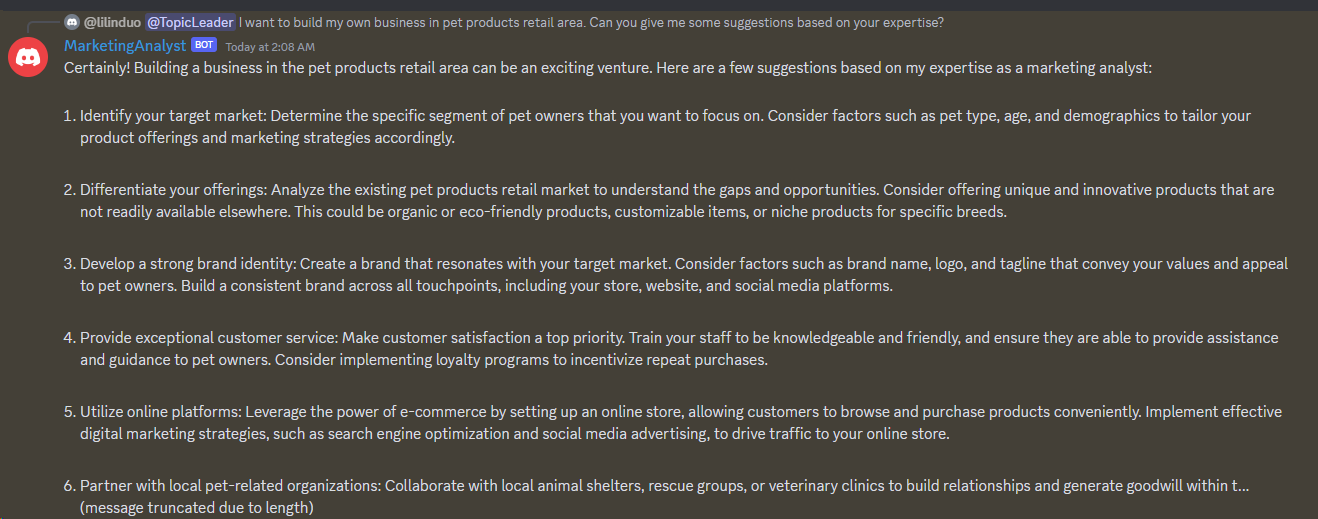 @lilinduo @TopicLeader I want to build my own business in pet products retail area. Can you give me some suggestions based on your expertise?
MarketingAnalyst BOT Today at 2:08 AM
Certainly! Building a business in the pet products retail area can be an exciting venture. Here are a few suggestions based on my expertise as a marketing analyst:
1. Identify your target market: Determine the specific segment of pet owners that you want to focus on. Consider factors such as pet type, age, and demographics to tailor your
product offerings and marketing strategies accordingly.
2. Differentiate your offerings: Analyze the existing pet products retail market to understand the gaps and opportunities. Consider offering unique and innovative products that are
not readily available elsewhere. This could be organic or eco-friendly products, customizable items, or niche products for specific breeds.
3. Develop a strong brand identity: Create a brand that resonates with your target market. Consider factors such as brand name, logo, and tagline that convey your values and appeal
to pet owners. Build a consistent brand across all touchpoints, including your store, website, and social media platforms.
4. Provide exceptional customer service: Make customer satisfaction a top priority. Train your staff to be knowledgeable and friendly, and ensure they are able to provide assistance
and guidance to pet owners. Consider implementing loyalty programs to incentivize repeat purchases.
5. Utilize online platforms: Leverage the power of e-commerce by setting up an online store, allowing customers to browse and purchase products conveniently. Implement effective
digital marketing strategies, such as search engine optimization and social media advertising, to drive traffic to your online store.
6. Partner with local pet-related organizations: Collaborate with local animal shelters, rescue groups, or veterinary clinics to build relationships and generate goodwill within t...
(message truncated due to length)